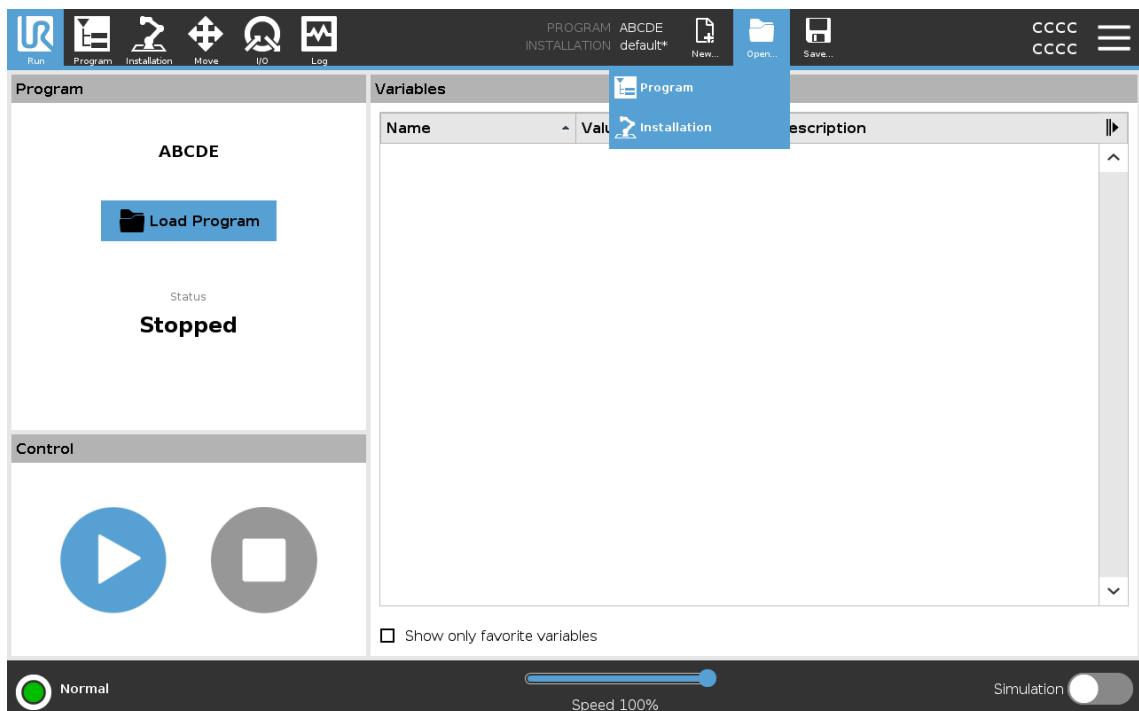 PROGRAM ABCDE
INSTALLATION default*
CCCC
CCCC
Run Program Installation Move I/O Log New... Open... Save...
Program
Variables
Program
Installation
Name
Valu
escription
ABCDE
Load Program
Status
Stopped
Control
Show only favorite variables
Normal
Speed 100%
Simulation